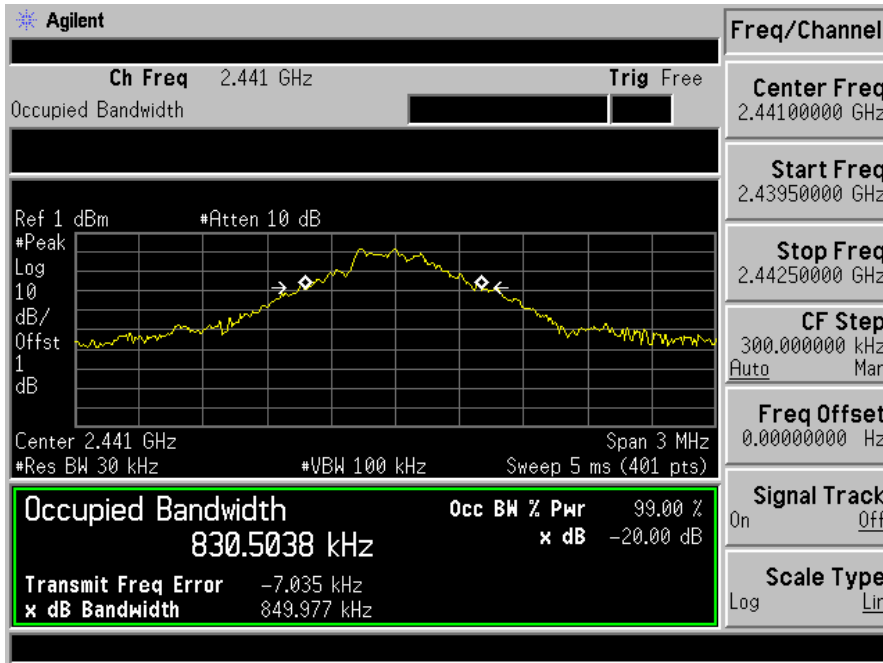 Agilent
Freq/Channel
Ch Freq 2.441 GHz Trig Free
Occupied Bandwidth
Center Freq
2.44100000 GHz
Start Freq
2.43950000 GHz
Stop Freq
2.44250000 GHz
CF Step
300.000000 kHz
Auto Man
Freq Offset
0.00000000 Hz
Signal Track
On Off
Scale Type
Log Lin
Ref 1 dBm #Atten 10 dB
#Peak
Log
10
dB/
Offst
1
dB
Center 2.441 GHz Span 3 MHz
#Res BW 30 kHz #VBW 100 kHz Sweep 5 ms (401 pts)
Occupied Bandwidth Occ BW % Pwr 99.00 %
830.5038 kHz x dB -20.00 dB
Transmit Freq Error -7.035 kHz
x dB Bandwidth 849.977 kHz